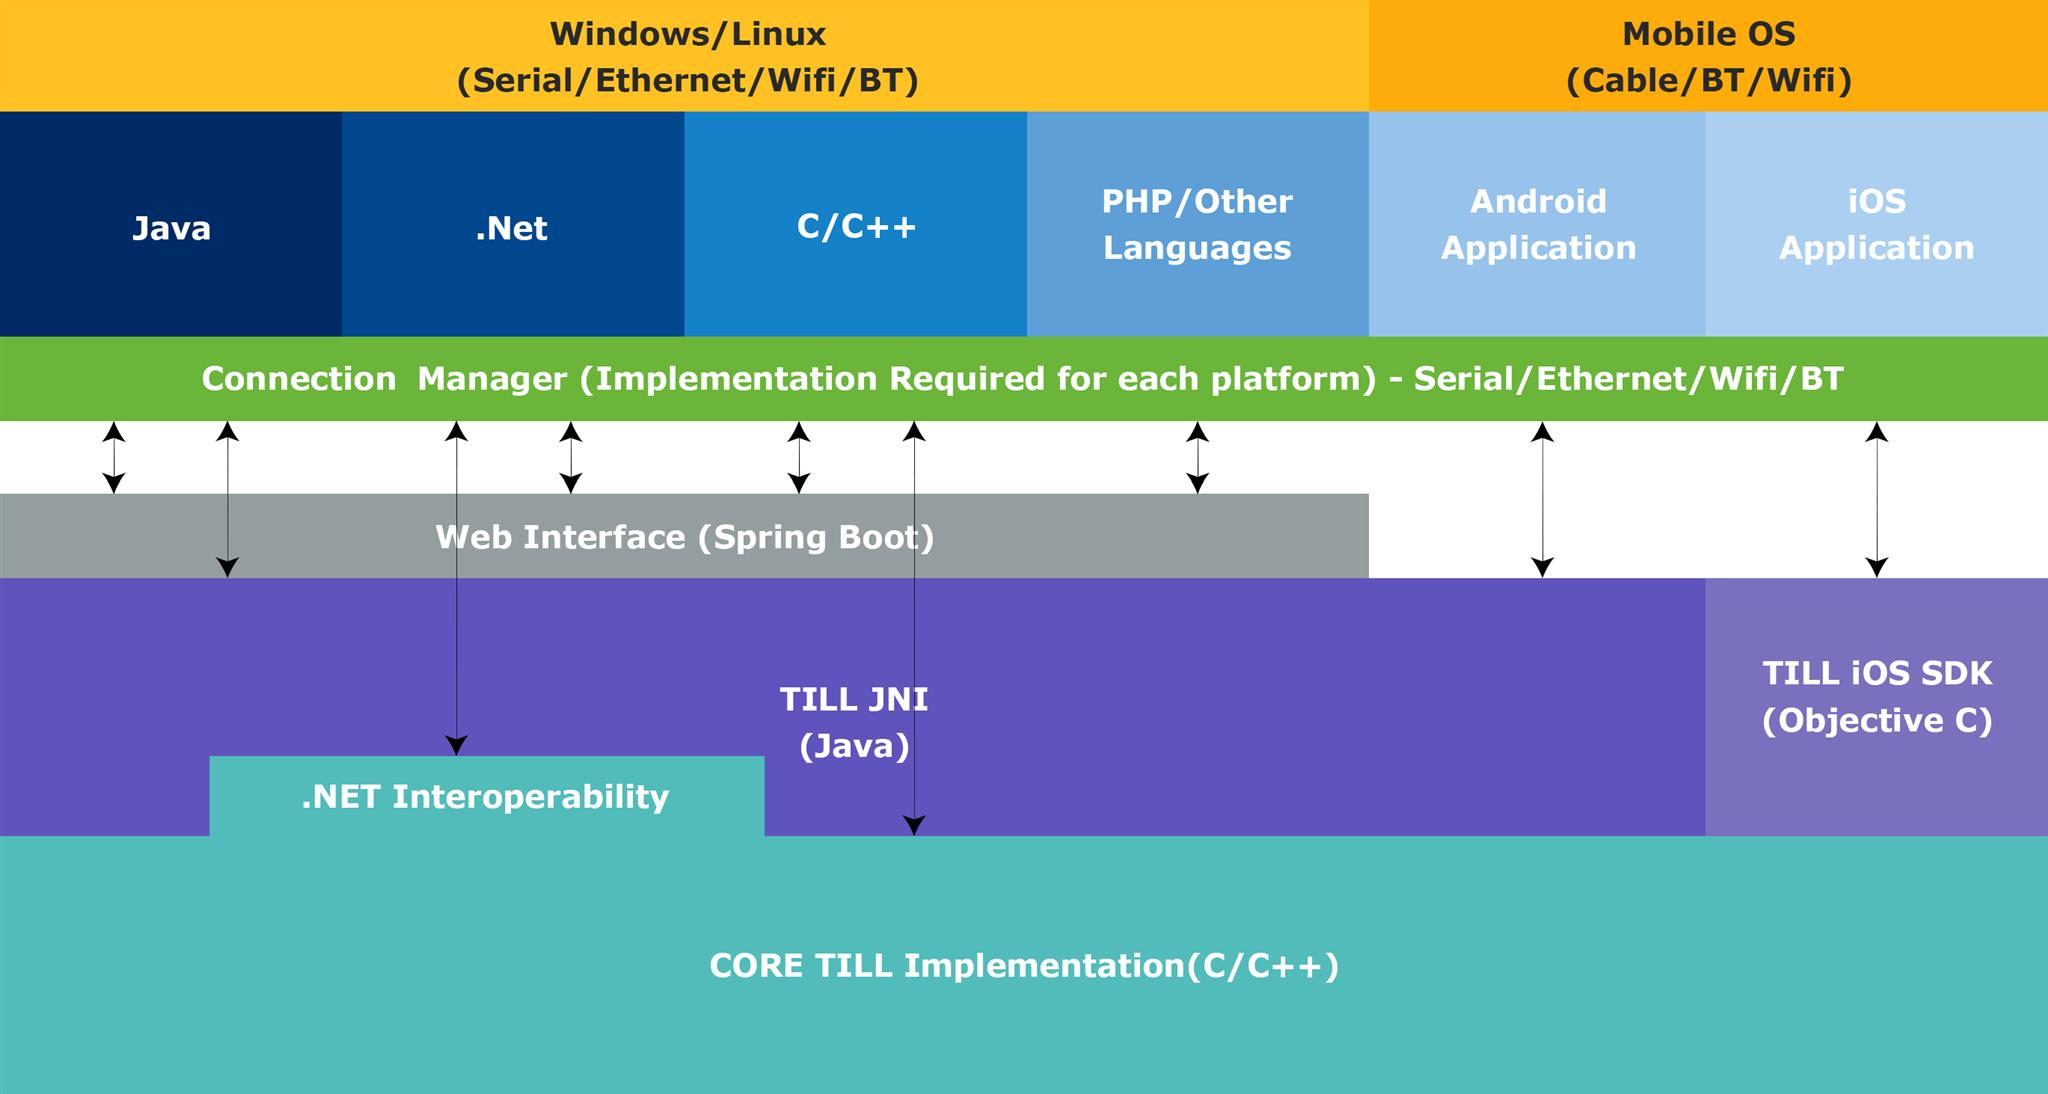 Windows/Linux
(Serial/Ethernet/Wifi/BT)
Mobile OS
(Cable/BT/Wifi)
Java
.Net
C/C++
PHP/Other
Languages
Android
Application
iOS
Application
Connection  Manager (Implementation Required for each platform) - Serial/Ethernet/Wifi/BT
Web Interface (Spring Boot)
TILL JNI
(Java)
TILL iOS SDK
(Objective C)
.NET Interoperability
CORE TILL Implementation(C/C++)